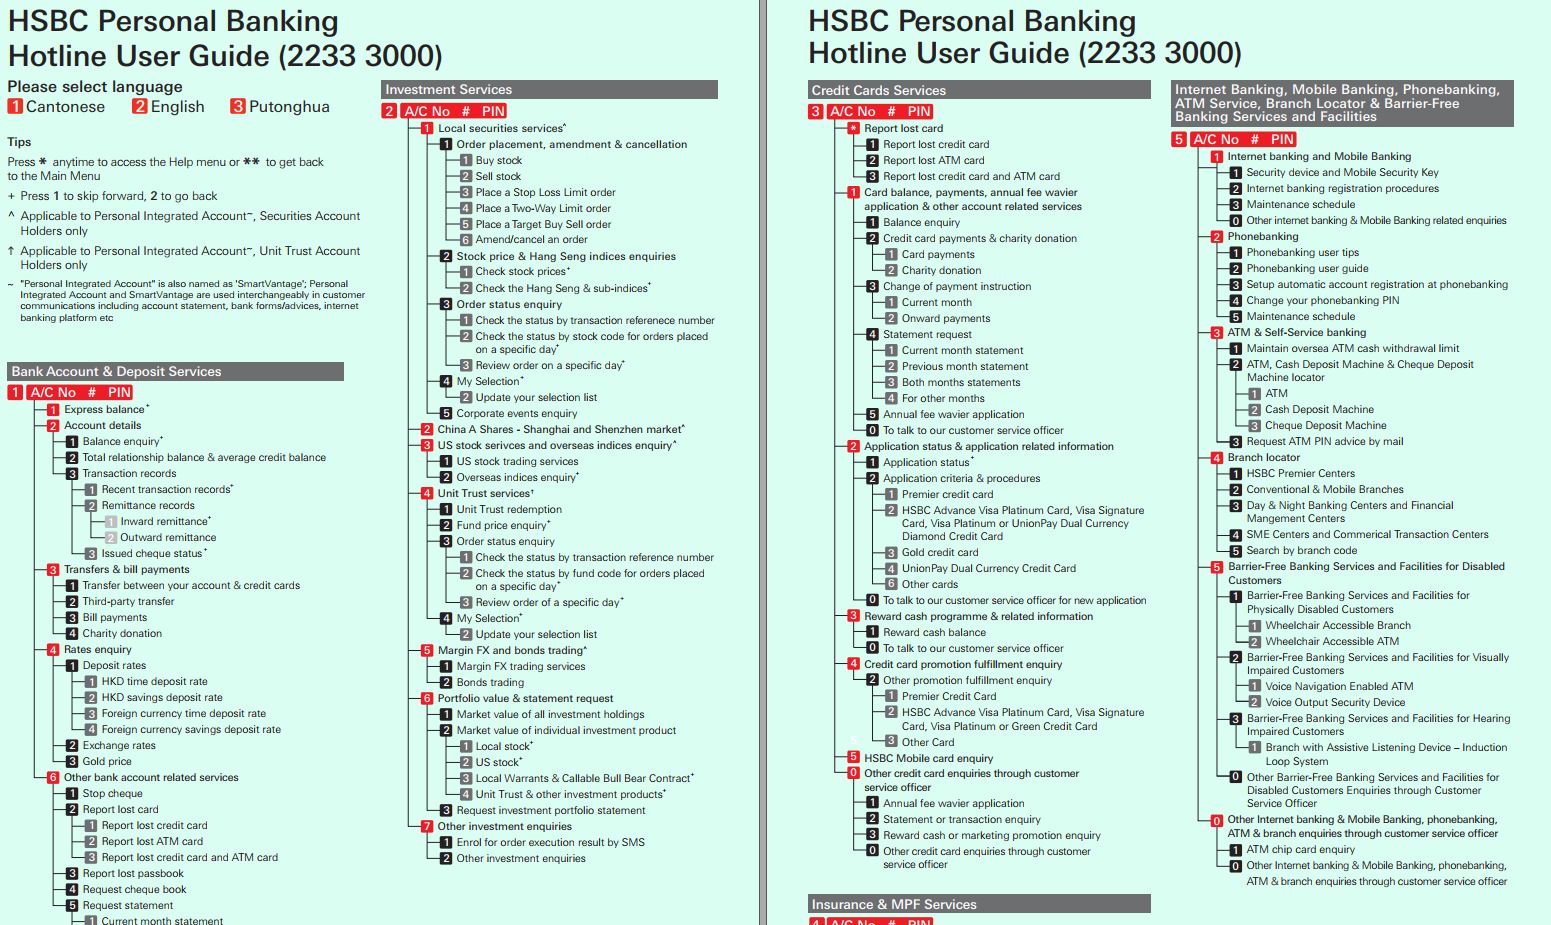 HSBC Personal Banking
Hotline User Guide (2233 3000)
Please select language
1 Cantonese 2 English 3 Putonghua
Tips
Press * anytime to access the Help menu or ** to get back
to the Main Menu
+ Press 1 to skip forward, 2 to go back
^ Applicable to Personal Integrated Account~, Securities Account
Holders only
↑ Applicable to Personal Integrated Account~, Unit Trust Account
Holders only
~ "Personal Integrated Account" is also named as 'SmartVantage'; Personal
Integrated Account and SmartVantage are used interchangeably in customer
communications including account statement, bank forms/advices, internet
banking platform etc
Bank Account & Deposit Services
1 A/C No # PIN
1 Express balance+
2 Account details
1 Balance enquiry+
2 Total relationship balance & average credit balance
3 Transaction records
1 Recent transaction records+
2 Remittance records
1 Inward remittance+
2 Outward remittance
3 Issued cheque status+
3 Transfers & bill payments
1 Transfer between your account & credit cards
2 Third-party transfer
3 Bill payments
4 Charity donation
4 Rates enquiry
1 Deposit rates
1 HKD time deposit rate
2 HKD savings deposit rate
3 Foreign currency time deposit rate
4 Foreign currency savings deposit rate
2 Exchange rates
3 Gold price
6 Other bank account related services
1 Stop cheque
2 Report lost card
1 Report lost credit card
2 Report lost ATM card
3 Report lost credit card and ATM card
3 Report lost passbook
4 Request cheque book
5 Request statement
1 Current month statement
Investment Services
2 A/C No # PIN
1 Local securities services^
1 Order placement, amendment & cancellation
1 Buy stock
2 Sell stock
3 Place a Stop Loss Limit order
4 Place a Two-Way Limit order
5 Place a Target Buy Sell order
6 Amend/cancel an order
2 Stock price & Hang Seng indices enquiries
1 Check stock prices+
2 Check the Hang Seng & sub-indices+
3 Order status enquiry
1 Check the status by transaction referenece number
2 Check the status by stock code for orders placed
on a specific day+
3 Review order on a specific day+
4 My Selection+
2 Update your selection list
5 Corporate events enquiry
2 China A Shares - Shanghai and Shenzhen market^
3 US stock serivces and overseas indices enquiry^
1 US stock trading services
2 Overseas indices enquiry+
4 Unit Trust services↑
1 Unit Trust redemption
2 Fund price enquiry+
3 Order status enquiry
1 Check the status by transaction reference number
2 Check the status by fund code for orders placed
on a specific day+
3 Review order of a specific day+
4 My Selection+
2 Update your selection list
5 Margin FX and bonds trading^
1 Margin FX trading services
2 Bonds trading
6 Portfolio value & statement request
1 Market value of all investment holdings
2 Market value of individual investment product
1 Local stock+
2 US stock+
3 Local Warrants & Callable Bull Bear Contract+
4 Unit Trust & other investment products+
3 Request investment portfolio statement
7 Other investment enquiries
1 Enrol for order execution result by SMS
2 Other investment enquiries
HSBC Personal Banking
Hotline User Guide (2233 3000)
Credit Cards Services
3 A/C No # PIN
* Report lost card
1 Report lost credit card
2 Report lost ATM card
3 Report lost credit card and ATM card
1 Card balance, payments, annual fee wavier
application & other account related services
1 Balance enquiry
2 Credit card payments & charity donation
1 Card payments
2 Charity donation
3 Change of payment instruction
1 Current month
2 Onward payments
4 Statement request
1 Current month statement
2 Previous month statement
3 Both months statements
4 For other months
5 Annual fee wavier application
0 To talk to our customer service officer
2 Application status & application related information
1 Application status+
2 Application criteria & procedures
1 Premier credit card
2 HSBC Advance Visa Platinum Card, Visa Signature
Card, Visa Platinum or UnionPay Dual Currency
Diamond Credit Card
3 Gold credit card
4 UnionPay Dual Currency Credit Card
6 Other cards
0 To talk to our customer service officer for new application
3 Reward cash programme & related information
1 Reward cash balance
0 To talk to our customer service officer
4 Credit card promotion fulfillment enquiry
2 Other promotion fulfillment enquiry
1 Premier Credit Card
2 HSBC Advance Visa Platinum Card, Visa Signature
Card, Visa Platinum or Green Credit Card
3 Other Card
5 HSBC Mobile card enquiry
0 Other credit card enquiries through customer
service officer
1 Annual fee wavier application
2 Statement or transaction enquiry
3 Reward cash or marketing promotion enquiry
0 Other credit card enquiries through customer
service officer
Insurance & MPF Services
4 A/C No # PIN
Internet Banking, Mobile Banking, Phonebanking,
ATM Service, Branch Locator & Barrier-Free
Banking Services and Facilities
5 A/C No # PIN
1 Internet banking and Mobile Banking
1 Security device and Mobile Security Key
2 Internet banking registration procedures
3 Maintenance schedule
0 Other internet banking & Mobile Banking related enquiries
2 Phonebanking
1 Phonebanking user tips
2 Phonebanking user guide
3 Setup automatic account registration at phonebanking
4 Change your phonebanking PIN
5 Maintenance schedule
3 ATM & Self-Service banking
1 Maintain oversea ATM cash withdrawal limit
2 ATM, Cash Deposit Machine & Cheque Deposit
Machine locator
1 ATM
2 Cash Deposit Machine
3 Cheque Deposit Machine
3 Request ATM PIN advice by mail
4 Branch locator
1 HSBC Premier Centers
2 Conventional & Mobile Branches
3 Day & Night Banking Centers and Financial
Mangement Centers
4 SME Centers and Commerical Transaction Centers
5 Search by branch code
5 Barrier-Free Banking Services and Facilities for Disabled
Customers
1 Barrier-Free Banking Services and Facilities for
Physically Disabled Customers
1 Wheelchair Accessible Branch
2 Wheelchair Accessible ATM
2 Barrier-Free Banking Services and Facilities for Visually
Impaired Customers
1 Voice Navigation Enabled ATM
2 Voice Output Security Device
3 Barrier-Free Banking Services and Facilities for Hearing
Impaired Customers
1 Branch with Assistive Listening Device – Induction
Loop System
0 Other Barrier-Free Banking Services and Facilities for
Disabled Customers Enquiries through Customer
Service Officer
0 Other Internet banking & Mobile Banking, phonebanking,
ATM & branch enquiries through customer service officer
1 ATM chip card enquiry
0 Other Internet banking & Mobile Banking, phonebanking,
ATM & branch enquiries through customer service officer